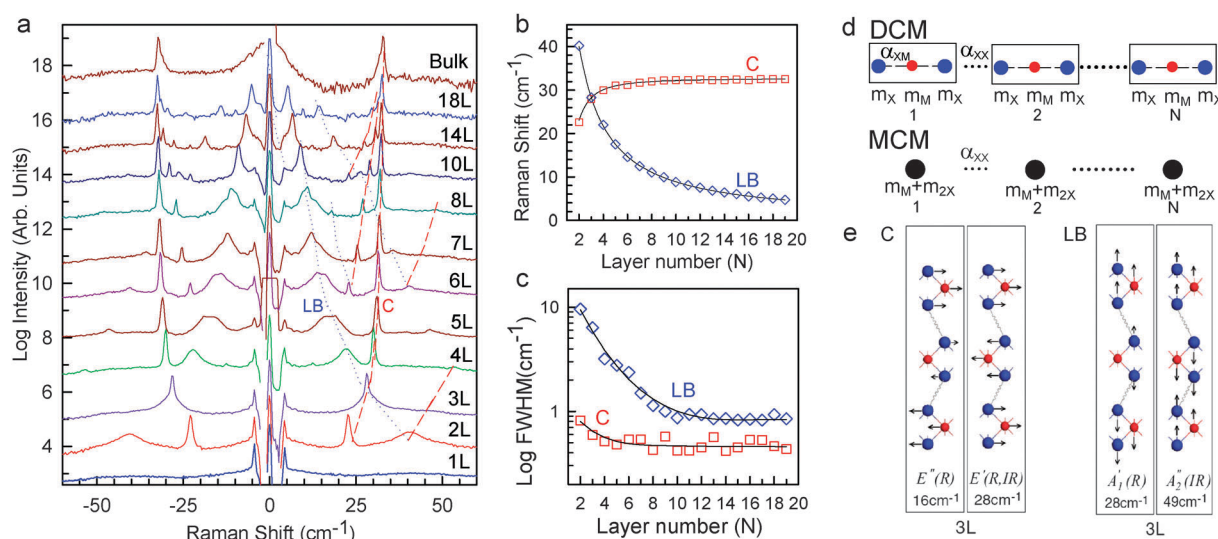 a
Log Intensity (Arb. Units)
18
16
14
12
10
8
6
4
Bulk
18L
14L
10L
8L
7L
6L
5L
4L
3L
2L
1L
LB
C
-50
-25
0
25
50
Raman Shift (cm-1)
b
Raman Shift (cm-1)
40
30
20
10
0
C
LB
2 4 6 8 10 12 14 16 18 20
Layer number (N)
c
Log FWHM(cm-1)
10
1
LB
C
2 4 6 8 10 12 14 16 18 20
Layer number (N)
d
DCM
αXM
αXX
mX mM mX mX mM mX mX mM mX
1 2 N
MCM
αXX
mM+m2X mM+m2X mM+m2X
1 2 N
e C LB
E''(R) E'(R,IR) A'1(R) A''2(IR)
16cm-1 28cm-1 28cm-1 49cm-1
3L 3L